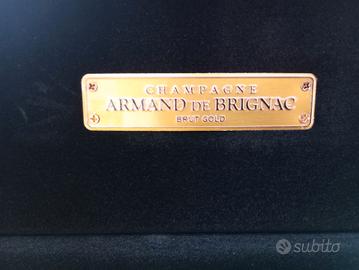 CHAMPAGNE
ARMAND DE BRIGNAC
BRUT GOLD
subito